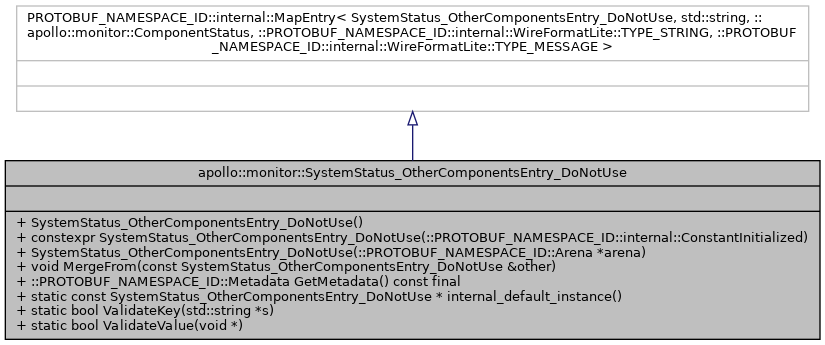 PROTOBUF_NAMESPACE_ID::internal::MapEntry< SystemStatus_OtherComponentsEntry_DoNotUse, std::string, ::
apollo::monitor::ComponentStatus, ::PROTOBUF_NAMESPACE_ID::internal::WireFormatLite::TYPE_STRING, ::PROTOBUF
_NAMESPACE_ID::internal::WireFormatLite::TYPE_MESSAGE >
apollo::monitor::SystemStatus_OtherComponentsEntry_DoNotUse
+ SystemStatus_OtherComponentsEntry_DoNotUse()
+ constexpr SystemStatus_OtherComponentsEntry_DoNotUse(::PROTOBUF_NAMESPACE_ID::internal::ConstantInitialized)
+ SystemStatus_OtherComponentsEntry_DoNotUse(::PROTOBUF_NAMESPACE_ID::Arena *arena)
+ void MergeFrom(const SystemStatus_OtherComponentsEntry_DoNotUse &other)
+ ::PROTOBUF_NAMESPACE_ID::Metadata GetMetadata() const final
+ static const SystemStatus_OtherComponentsEntry_DoNotUse * internal_default_instance()
+ static bool ValidateKey(std::string *s)
+ static bool ValidateValue(void *)